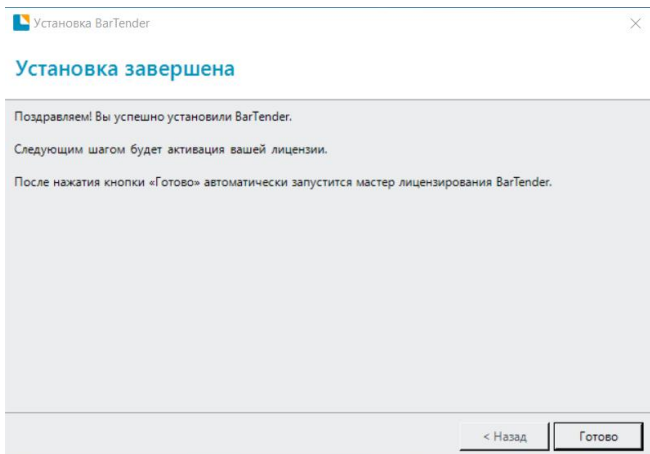 Установка BarTender
Установка завершена
Поздравляем! Вы успешно установили BarTender.
Следующим шагом будет активация вашей лицензии.
После нажатия кнопки «Готово» автоматически запустится мастер лицензирования BarTender.
< Назад
Готово